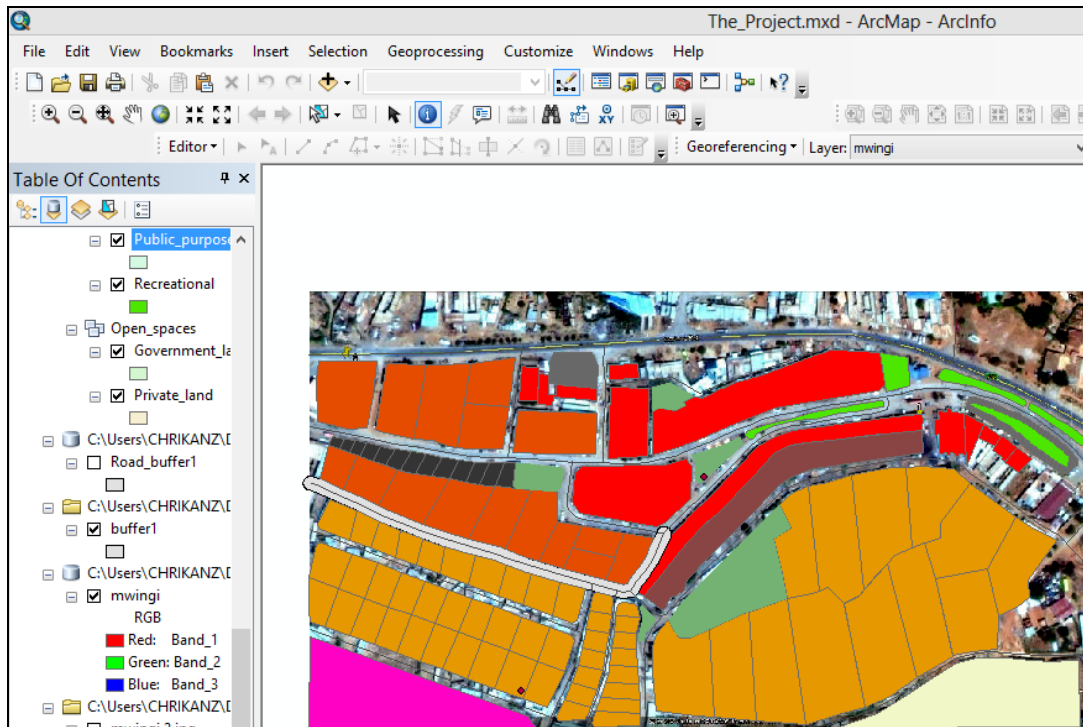 The_Project.mxd - ArcMap - ArcInfo
File Edit View Bookmarks Insert Selection Geoprocessing Customize Windows Help
Editor Georeferencing Layer: mwingi
Table Of Contents
Public_purpose
Recreational
Open_spaces
Government_la
Private_land
C:\Users\CHRIKANZ\D
Road_buffer1
C:\Users\CHRIKANZ\D
buffer1
C:\Users\CHRIKANZ\D
mwingi
RGB
Red: Band_1
Green: Band_2
Blue: Band_3
C:\Users\CHRIKANZ\D